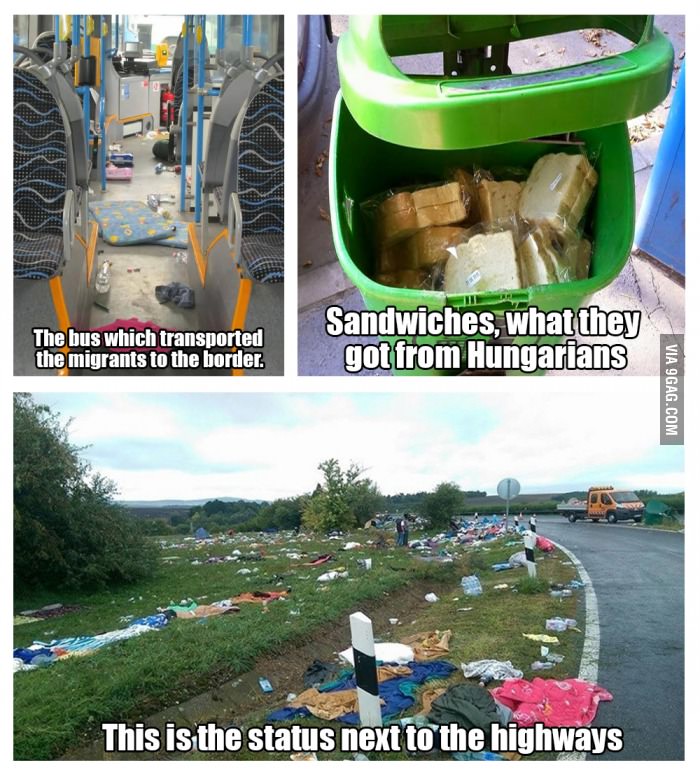 The bus which transported
the migrants to the border.
Sandwiches, what they
got from Hungarians
VIA 9GAG.COM
This is the status next to the highways